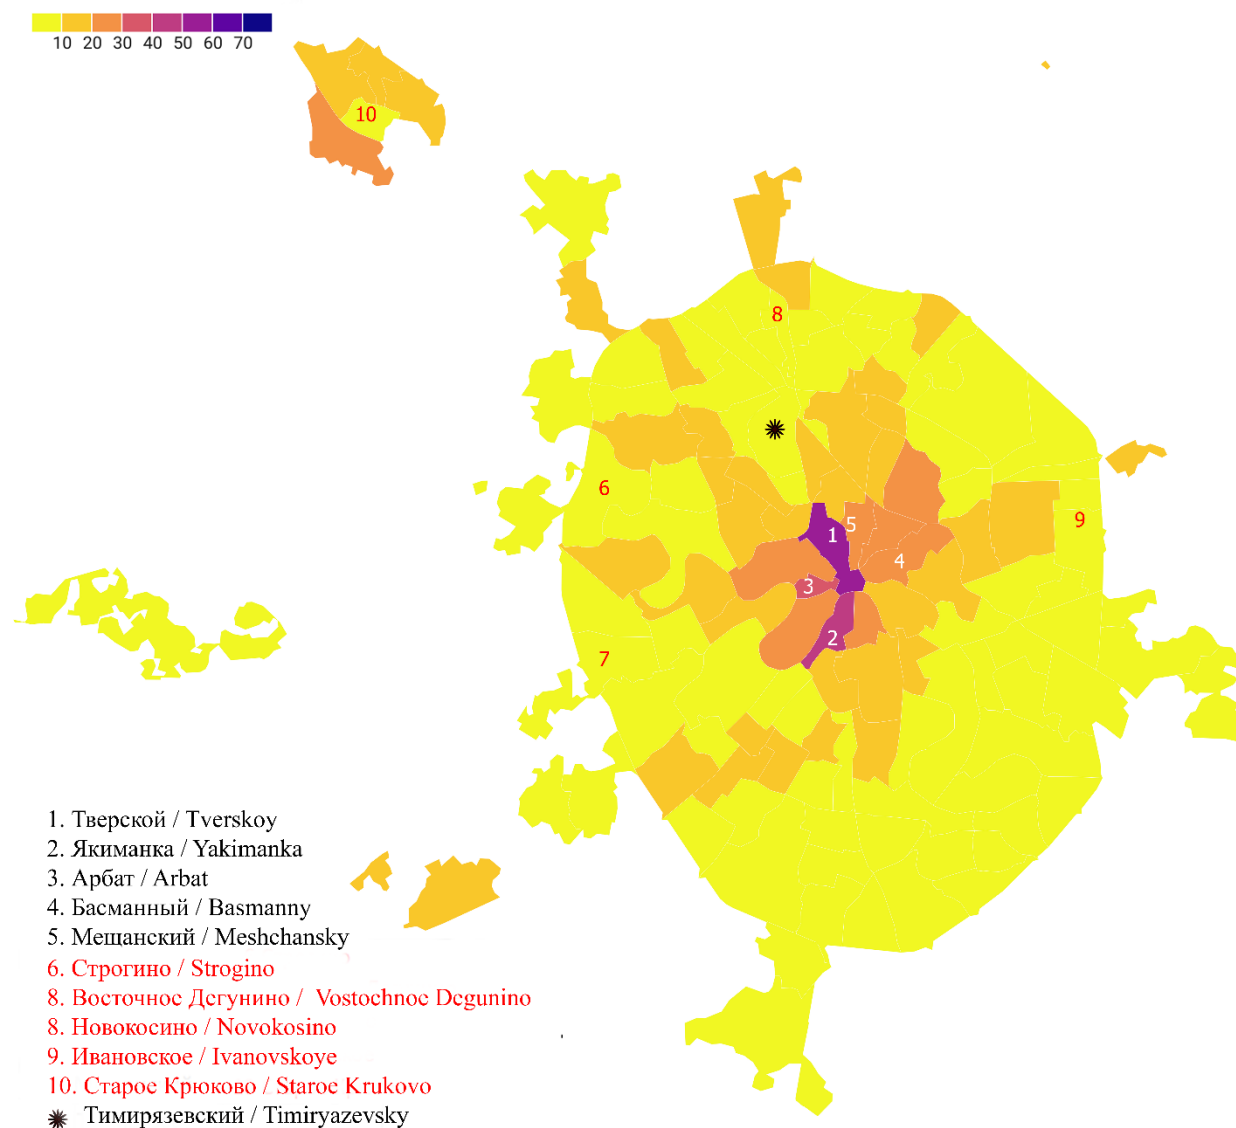 10 20 30 40 50 60 70
10
8
6
9
1
5
4
3
2
7
1. Тверской / Tverskoy
2. Якиманка / Yakimanka
3. Арбат / Arbat
4. Басманный / Basmanny
5. Мещанский / Meshchansky
6. Строгино / Strogino
8. Восточное Дегунино / Vostochnoe Degunino
8. Новокосино / Novokosino
9. Ивановское / Ivanovskoye
10. Старое Крюково / Staroe Krukovo
Тимирязевский / Timiryazevsky